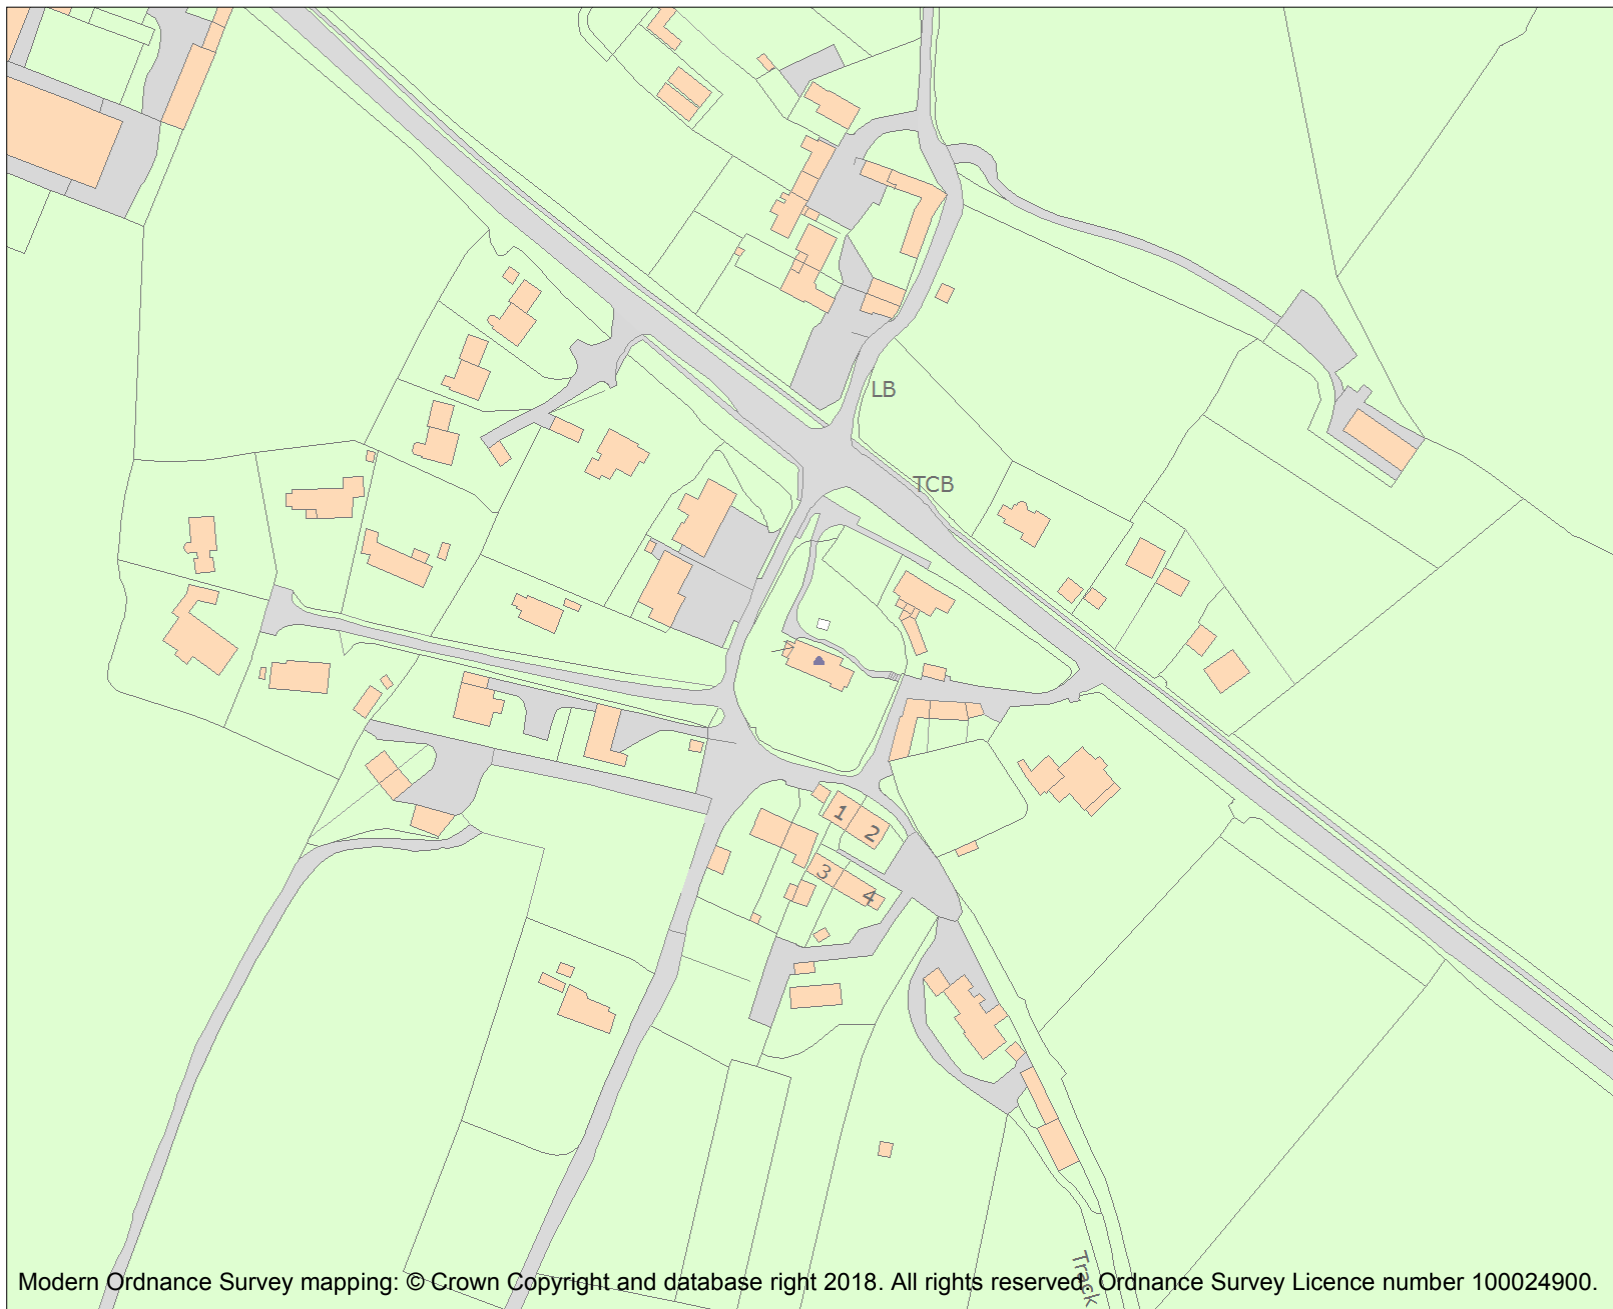 LB
TCB
1
2
3
4
Track
Modern Ordnance Survey mapping: © Crown Copyright and database right 2018. All rights reserved. Ordnance Survey Licence number 100024900.